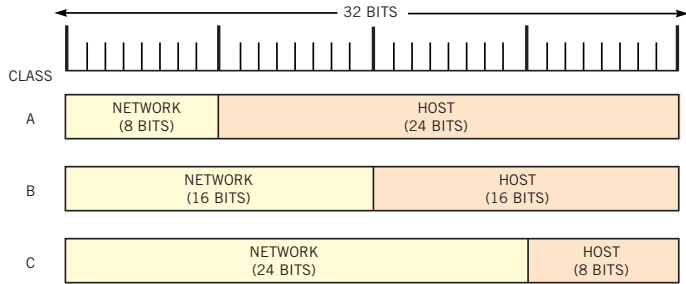 32 BITS
CLASS
A
NETWORK
(8 BITS)
HOST
(24 BITS)
B
NETWORK
(16 BITS)
HOST
(16 BITS)
C
NETWORK
(24 BITS)
HOST
(8 BITS)